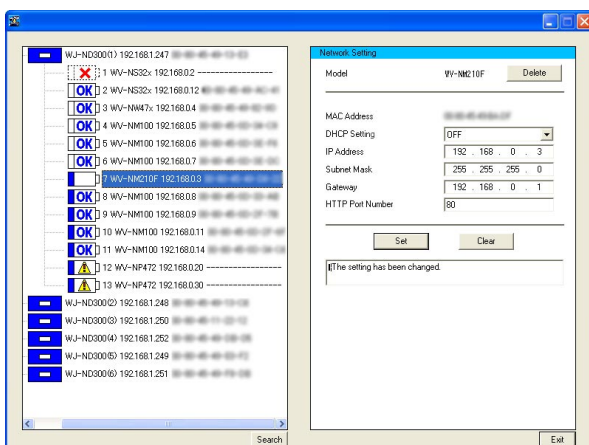 WJ-ND300(1) 192.168.1.247
1 WV-NS32x 192.168.0.2 -----------------
OK 2 WV-NS32x 192.168.0.12
OK 3 WV-NW47x 192.168.0.4
OK 4 WV-NM100 192.168.0.5
OK 5 WV-NM100 192.168.0.6
OK 6 WV-NM100 192.168.0.7
7 WV-NM210F 192.168.0.3
OK 8 WV-NM100 192.168.0.8
OK 9 WV-NM100 192.168.0.9
OK 10 WV-NM100 192.168.0.11
OK 11 WV-NM100 192.168.0.14
12 WV-NP472 192.168.0.20 -----------------
13 WV-NP472 192.168.0.30 -----------------
WJ-ND300(2) 192.168.1.248
WJ-ND300(3) 192.168.1.250
WJ-ND300(4) 192.168.1.252
WJ-ND300(5) 192.168.1.249
WJ-ND300(6) 192.168.1.251
Search
Network Setting
Model WV-NM210F Delete
MAC Address
DHCP Setting OFF
IP Address 192 . 168 . 0 . 3
Subnet Mask 255 . 255 . 255 . 0
Gateway 192 . 168 . 0 . 1
HTTP Port Number 80
Set Clear
The setting has been changed.
Exit